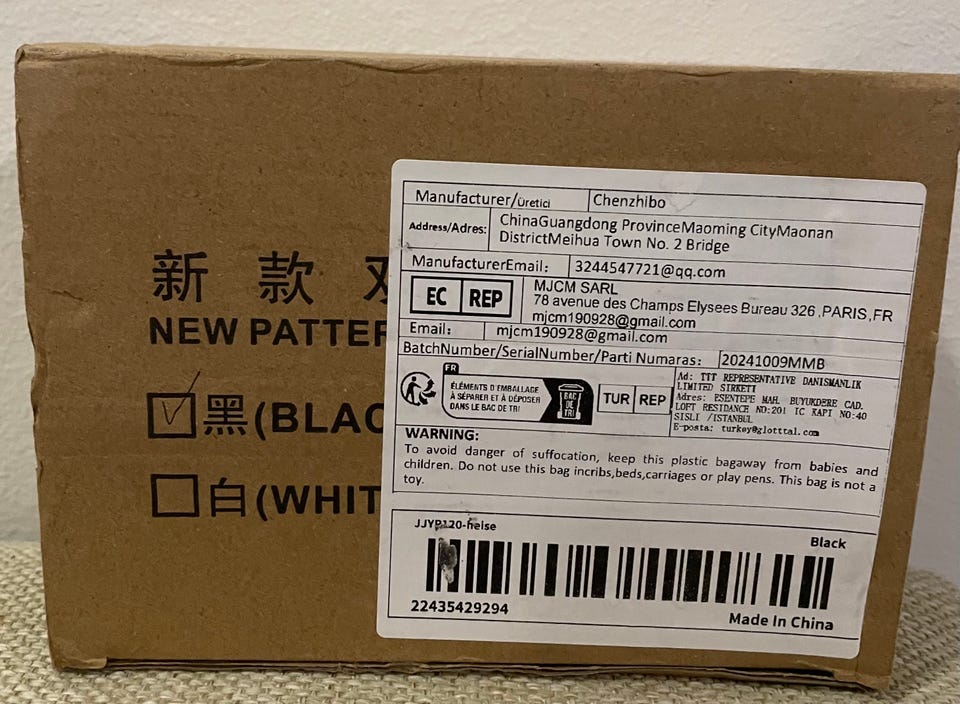 新 款
NEW PATTER
黑(BLAC
白(WHIT
Manufacturer/Üretici Chenzhibo
Address/Adres: ChinaGuangdong ProvinceMaoming CityMaonan
DistrictMeihua Town No. 2 Bridge
ManufacturerEmail: 3244547721@qq.com
EC REP
MJCM SARL
78 avenue des Champs Elysees Bureau 326 ,PARIS,FR
mjcm190928@gmail.com
Email: mjcm190928@gmail.com
BatchNumber/SerialNumber/Parti Numaras: 20241009MMB
FR
ÉLÉMENTS D'EMBALLAGE
À SÉPARER ET À DÉPOSER
DANS LE BAC DE TRI
BAC
DE
TRI
TUR REP
Ad: TTT REPRESENTATIVE DANISMANLIK
LIMITED SIRKETI
Adres: ESENTEPE MAH. BUYUKDERE CAD.
LOFT RESIDANCE NO:201 IC KAPI NO:40
SISLI /ISTANBUL
E-posta: turkey@glotttal.com
WARNING:
To avoid danger of suffocation, keep this plastic bagaway from babies and
children. Do not use this bag incribs,beds,carriages or play pens. This bag is not a
toy.
JJYP120-heise
Black
22435429294
Made In China